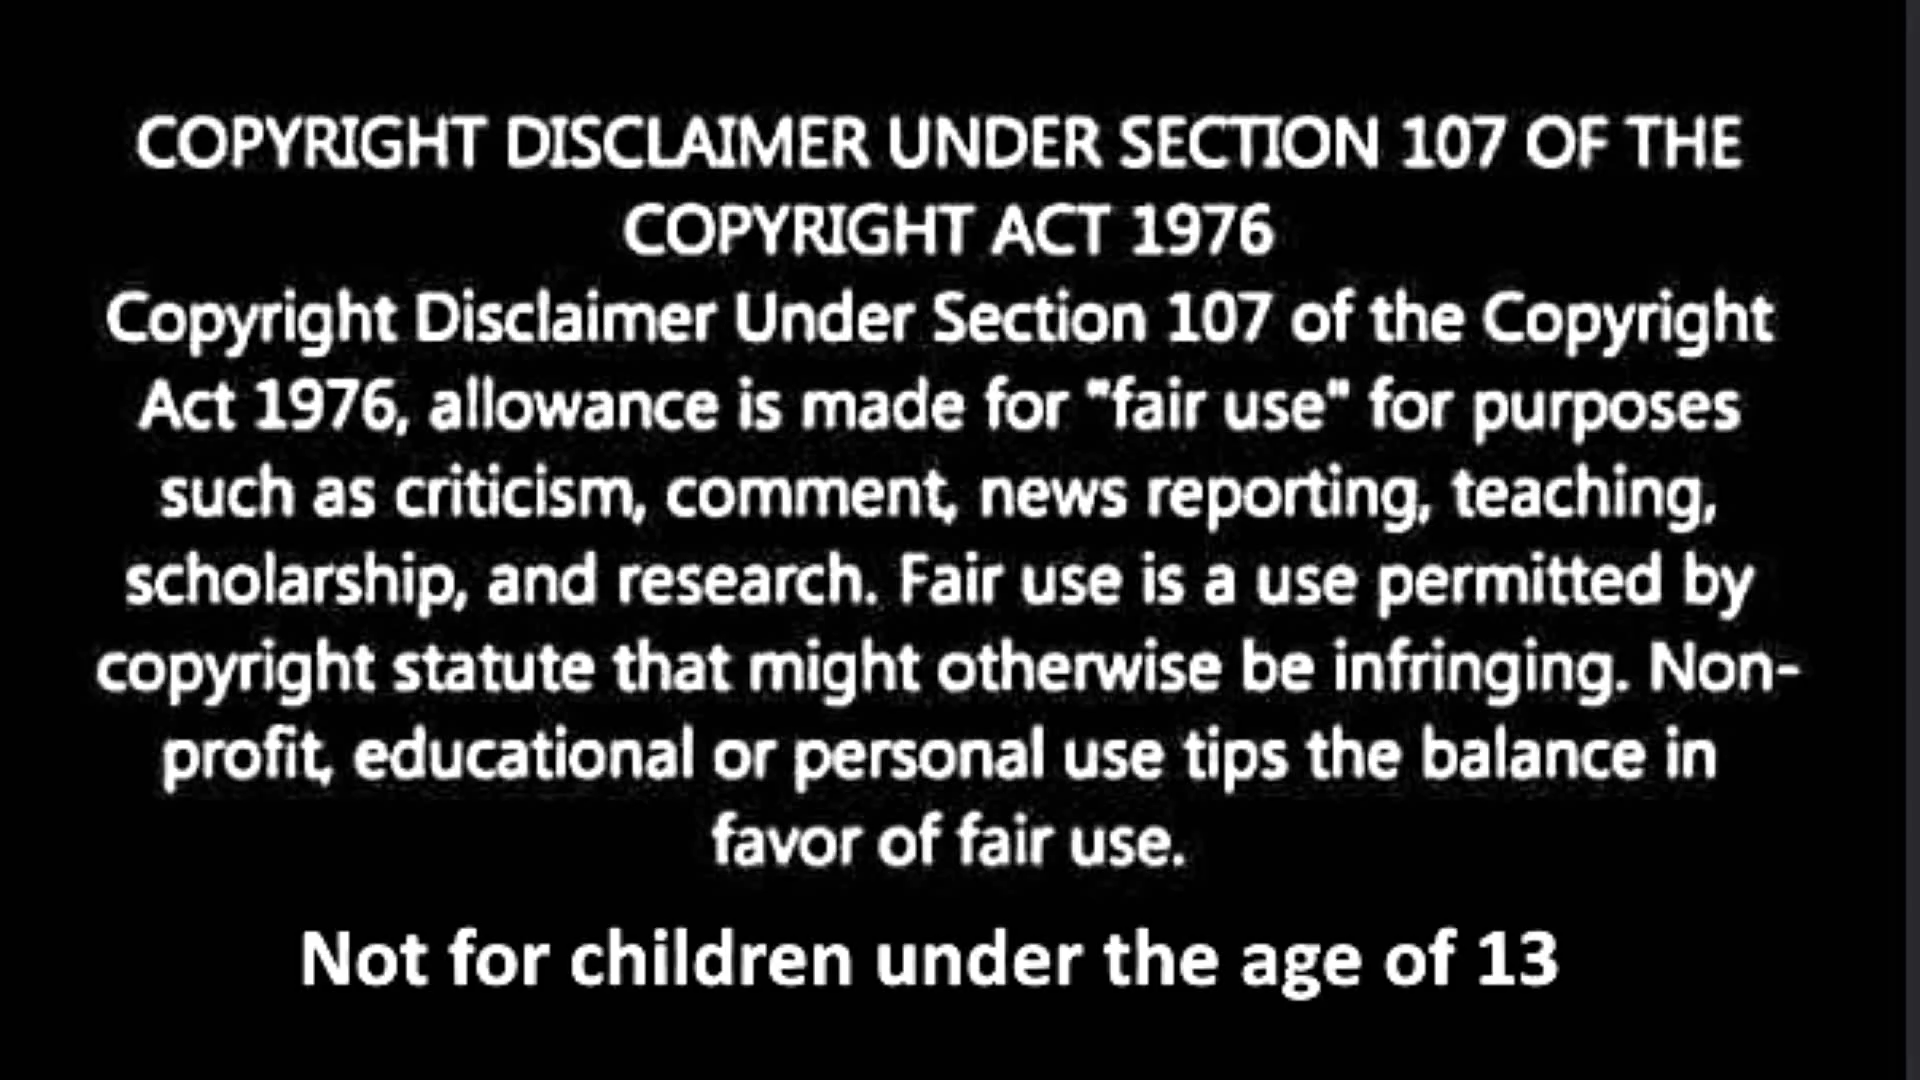 COPYRIGHT DISCLAIMER UNDER SECTION 107 OF THE
COPYRIGHT ACT 1976
Copyright Disclaimer Under Section 107 of the Copyright
Act 1976, allowance is made for "fair use" for purposes
such as criticism, comment, news reporting, teaching,
scholarship, and research. Fair use is a use permitted by
copyright statute that might otherwise be infringing. Non-
profit, educational or personal use tips the balance in
favor of fair use.
Not for children under the age of 13